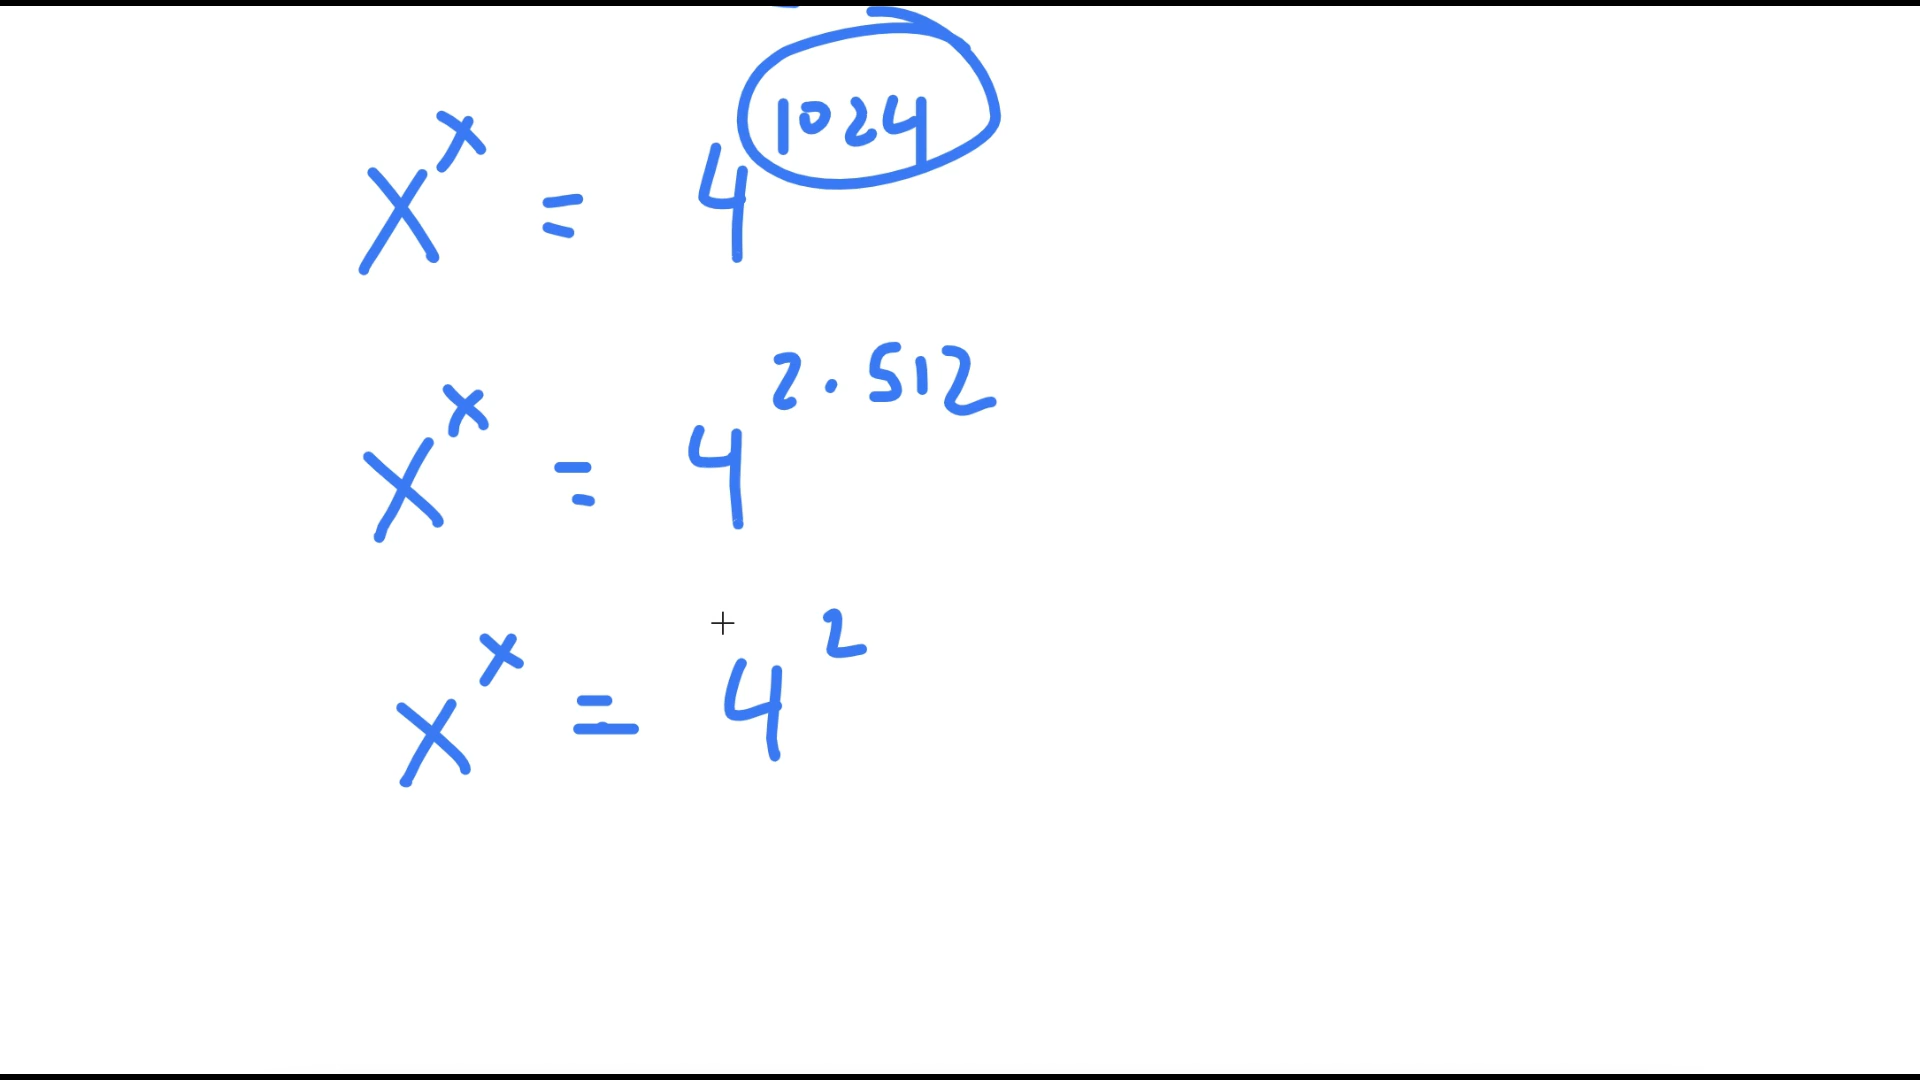 x^x = 4^1024
x^x = 4^2·512
x^x = 4^2